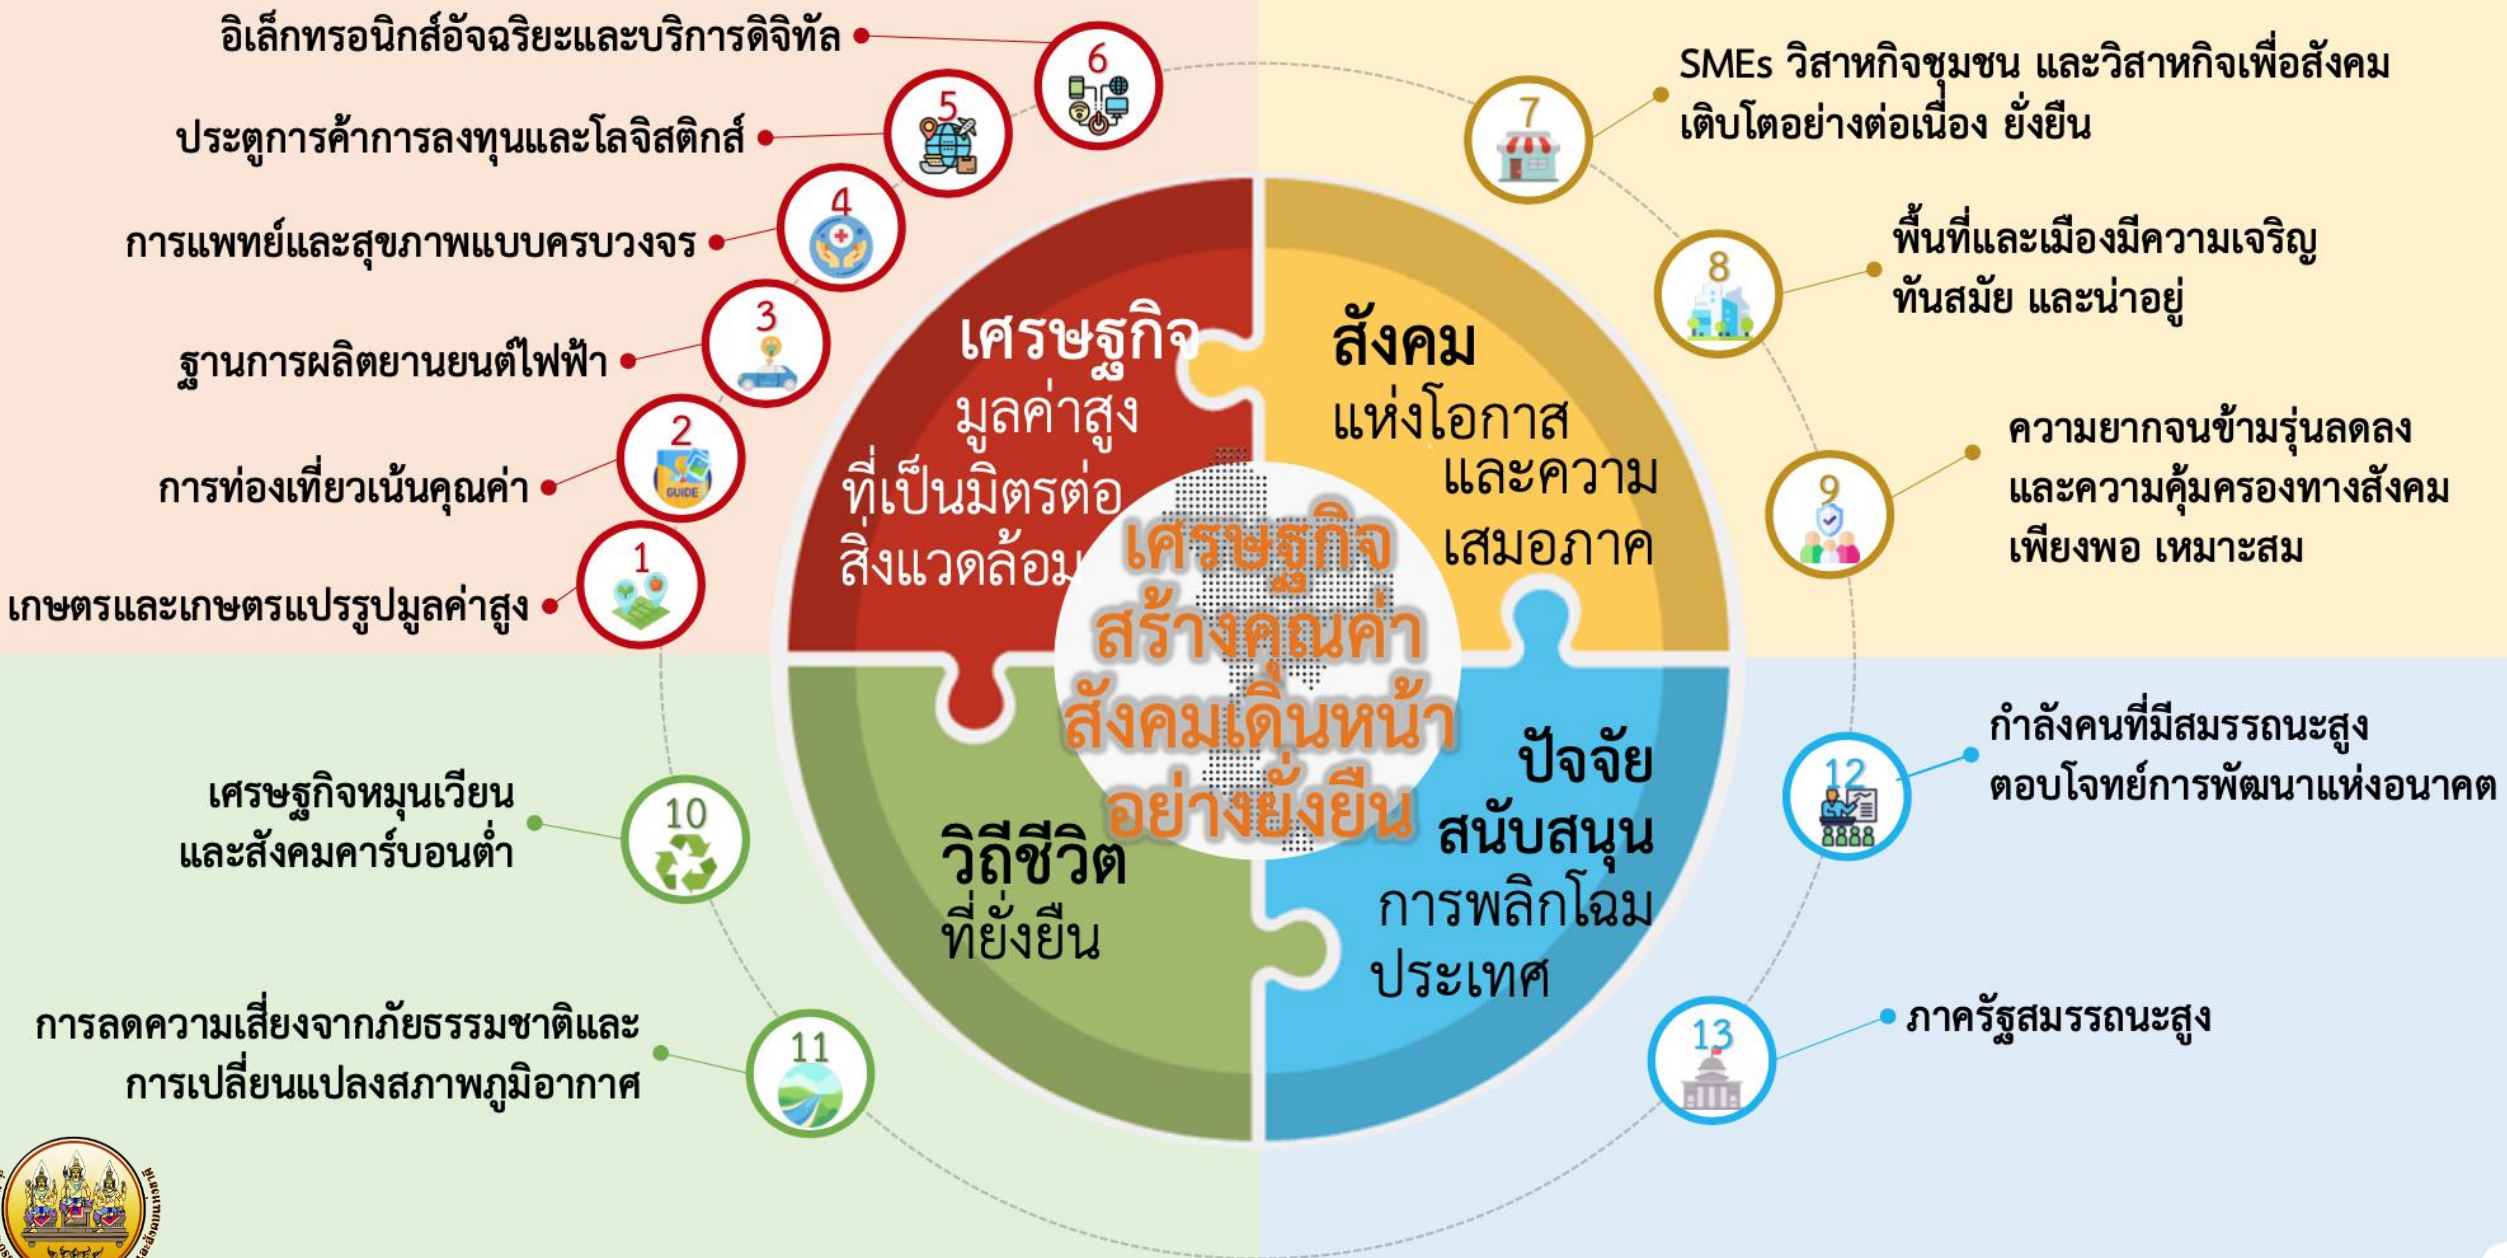 อิเล็กทรอนิกส์อัจฉริยะและบริการดิจิทัล
6
ประตูการค้าการลงทุนและโลจิสติกส์
5
การแพทย์และสุขภาพแบบครบวงจร
4
ฐานการผลิตยานยนต์ไฟฟ้า
3
การท่องเที่ยวเน้นคุณค่า
2
GUIDE
เกษตรและเกษตรแปรรูปมูลค่าสูง
1
เศรษฐกิจ
มูลค่าสูง
ที่เป็นมิตรต่อ
สิ่งแวดล้อม
สังคม
แห่งโอกาส
และความ
เสมอภาค
7
SMEs วิสาหกิจชุมชน และวิสาหกิจเพื่อสังคม
เติบโตอย่างต่อเนื่อง ยั่งยืน
8
พื้นที่และเมืองมีความเจริญ
ทันสมัย และน่าอยู่
9
ความยากจนข้ามรุ่นลดลง
และความคุ้มครองทางสังคม
เพียงพอ เหมาะสม
เศรษฐกิจ
สร้างคุณค่า
สังคมเดินหน้า
อย่างยั่งยืน
เศรษฐกิจหมุนเวียน
และสังคมคาร์บอนต่ำ
10
การลดความเสี่ยงจากภัยธรรมชาติและ
การเปลี่ยนแปลงสภาพภูมิอากาศ
11
วิถีชีวิต
ที่ยั่งยืน
ปัจจัย
สนับสนุน
การพลิกโฉม
ประเทศ
12
กำลังคนที่มีสมรรถนะสูง
ตอบโจทย์การพัฒนาแห่งอนาคต
13
ภาครัฐสมรรถนะสูง